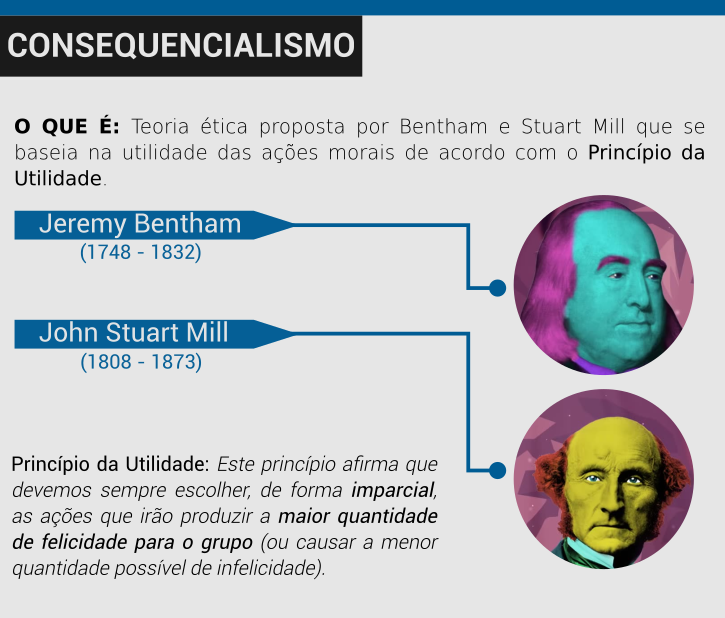 CONSEQUENCIALISMO
O QUE É: Teoria ética proposta por Bentham e Stuart Mill que se
baseia na utilidade das ações morais de acordo com o Princípio da
Utilidade.
Jeremy Bentham
(1748 - 1832)
John Stuart Mill
(1808 - 1873)
Princípio da Utilidade: Este princípio afirma que
devemos sempre escolher, de forma imparcial,
as ações que irão produzir a maior quantidade
de felicidade para o grupo (ou causar a menor
quantidade possível de infelicidade).